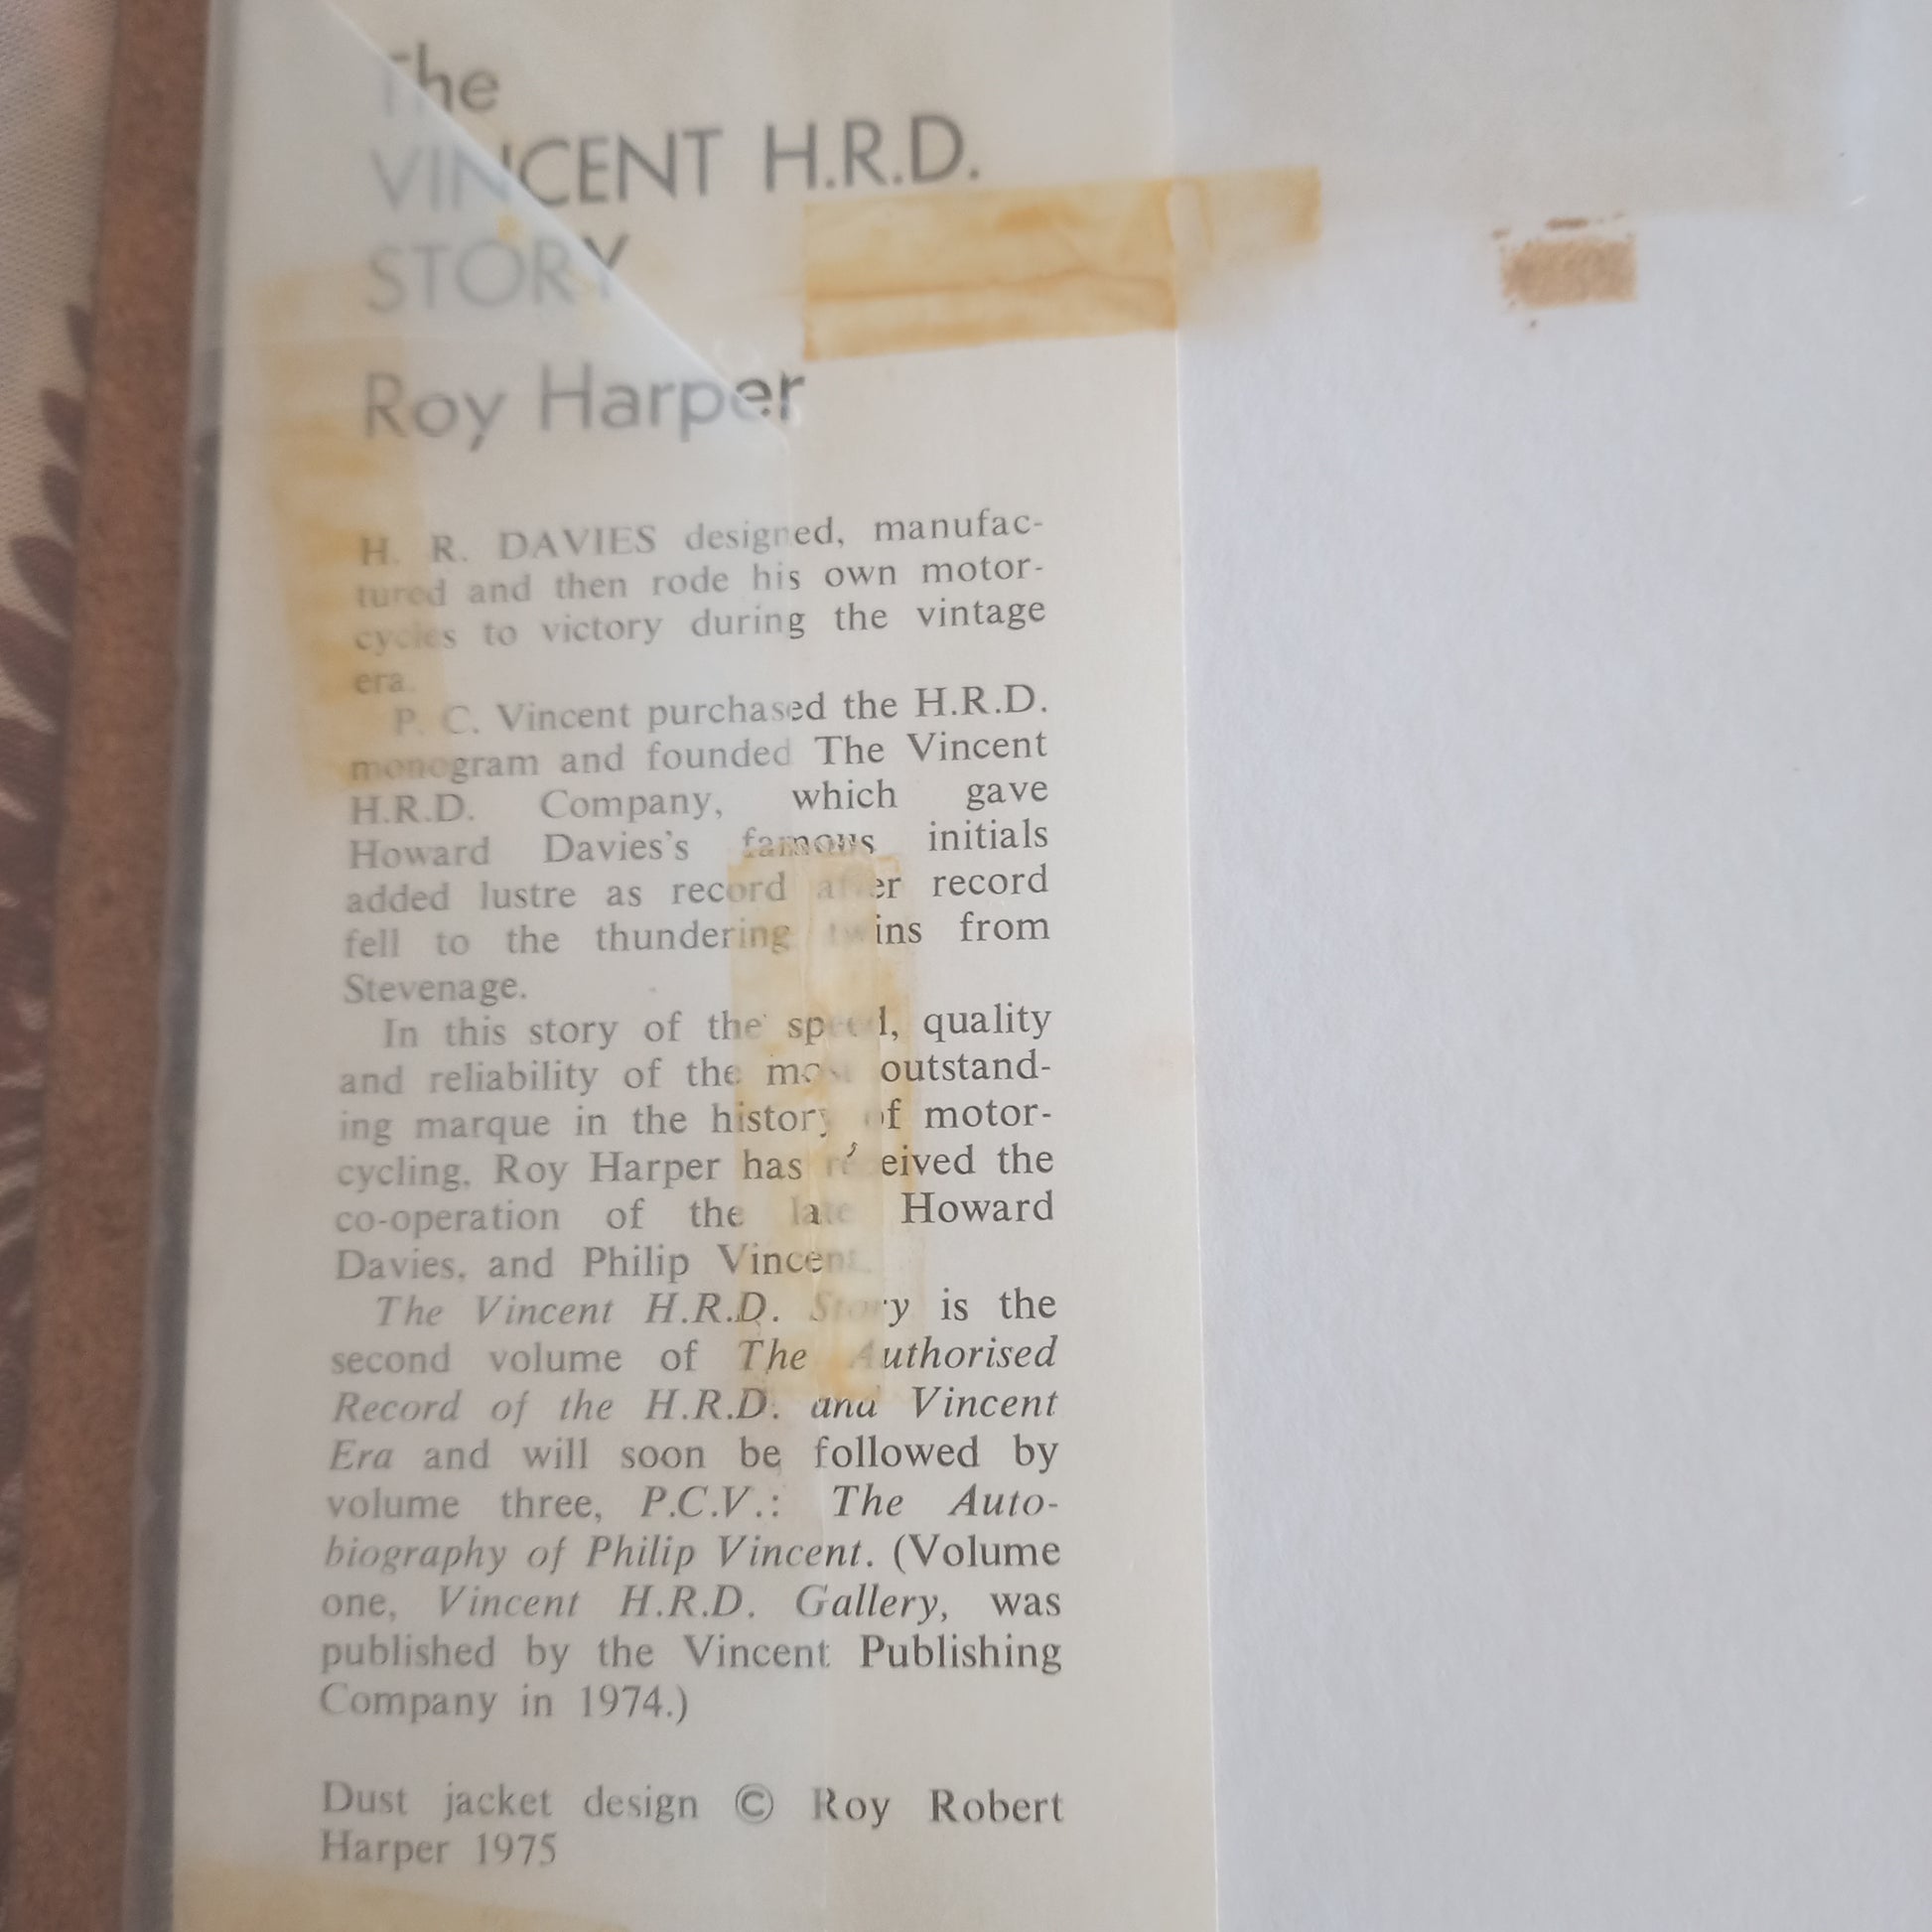 The
VINCENT H.R.D.
STORY
Roy Harper
H. R. DAVIES designed, manufac-
tured and then rode his own motor-
cycles to victory during the vintage
era.
P. C. Vincent purchased the H.R.D.
monogram and founded The Vincent
H.R.D. Company, which gave
Howard Davies's famous initials
added lustre as record after record
fell to the thundering twins from
Stevenage.
In this story of the speed, quality
and reliability of the most outstand-
ing marque in the history of motor-
cycling, Roy Harper has received the
co-operation of the late Howard
Davies, and Philip Vincent.
The Vincent H.R.D. Story is the
second volume of The Authorised
Record of the H.R.D. and Vincent
Era and will soon be followed by
volume three, P.C.V.: The Auto-
biography of Philip Vincent. (Volume
one, Vincent H.R.D. Gallery, was
published by the Vincent Publishing
Company in 1974.)
Dust jacket design © Roy Robert
Harper 1975